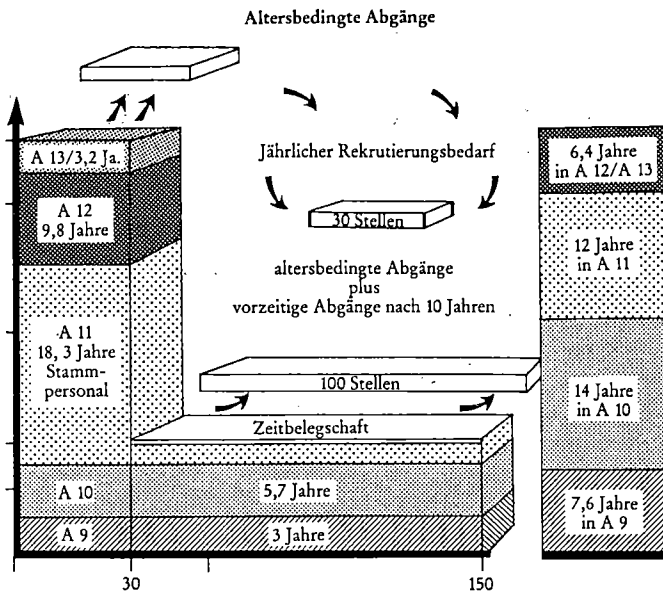 Altersbedingte Abgänge
A 13/3,2 Ja.
A 12
9,8 Jahre
A 11
18, 3 Jahre
Stamm-
personal
A 10
A 9
Jährlicher Rekrutierungsbedarf
30 Stellen
altersbedingte Abgänge
plus
vorzeitige Abgänge nach 10 Jahren
100 Stellen
Zeitbelegschaft
5,7 Jahre
3 Jahre
6,4 Jahre
in A 12/A 13
12 Jahre
in A 11
14 Jahre
in A 10
7,6 Jahre
in A 9
30
150